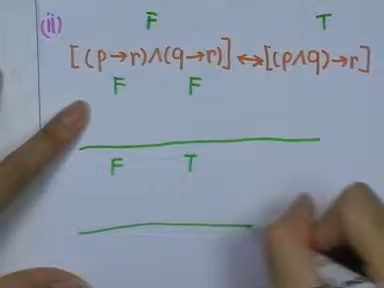 (ii) F T
[(p→r)∧(q→r)]↔[(p∧q)→r]
F F
F T